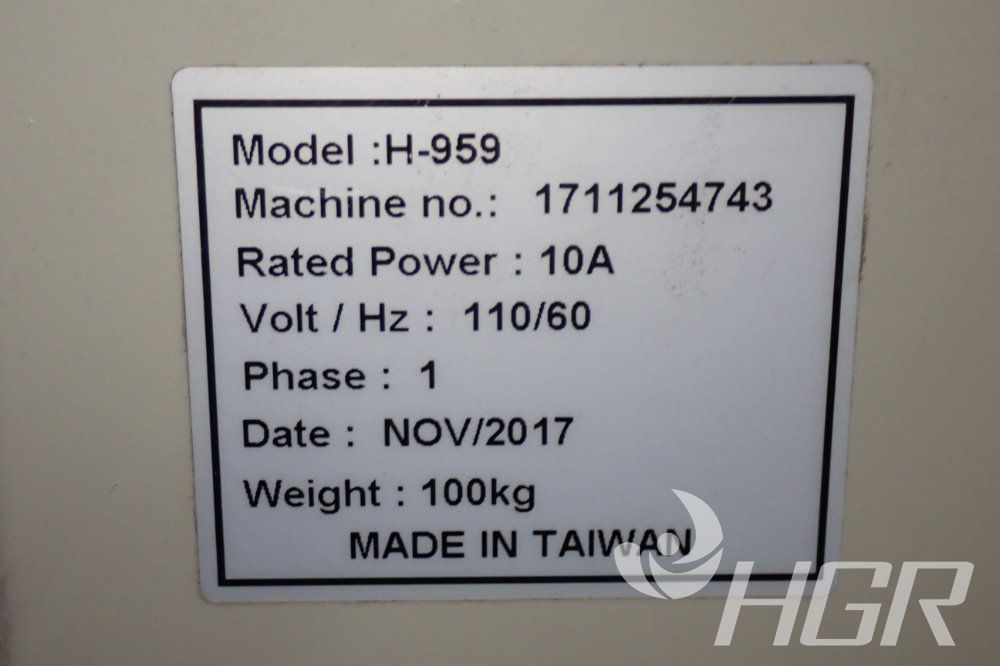 Model :H-959
Machine no.: 1711254743
Rated Power : 10A
Volt / Hz : 110/60
Phase : 1
Date : NOV/2017
Weight : 100kg
MADE IN TAIWAN
HGR